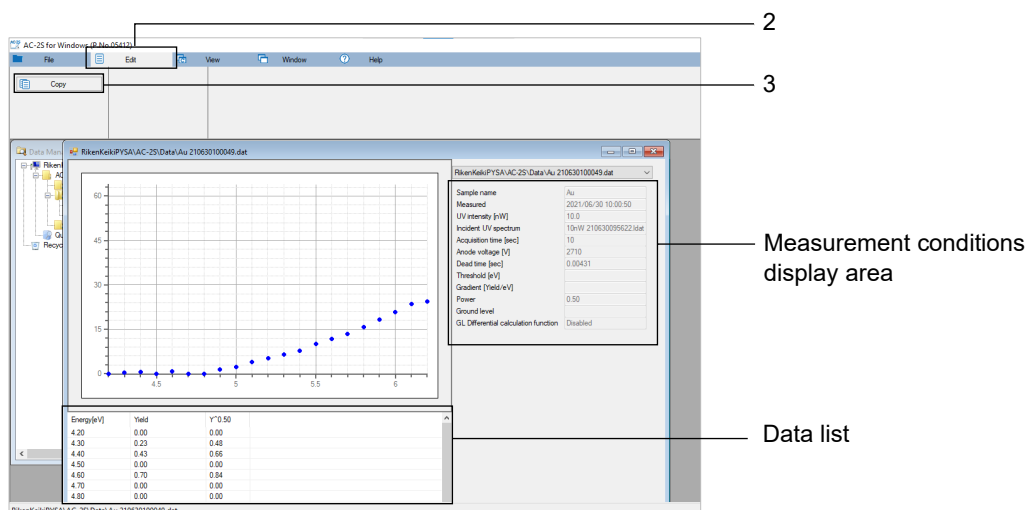 2
AC-2S for Windows (P.No.05412)
File Edit View Window Help
3
Copy
Data Man
RikenKeikiPYSA\AC-2S\Data\Au 210630100049.dat
Riken
AC
Qu
Recyc
RikenKeikiPYSA\AC-2S\Data\Au 210630100049.dat
60
45
30
15
0
4.5 5 5.5 6
Sample name Au
Measured 2021/06/30 10:00:50
UV intensity [nW] 10.0
Incident UV spectrum 10nW 210630095622.ldat
Acquisition time [sec] 10
Anode voltage [V] 2710
Dead time [sec] 0.00431
Threshold [eV]
Gradient [Yield/eV]
Power 0.50
Ground level
GL Differential calculation function Disabled
Measurement conditions
display area
Energy[eV] Yield Y^0.50
4.20 0.00 0.00
4.30 0.23 0.48
4.40 0.43 0.66
4.50 0.00 0.00
4.60 0.70 0.84
4.70 0.00 0.00
4.80 0.00 0.00
Data list